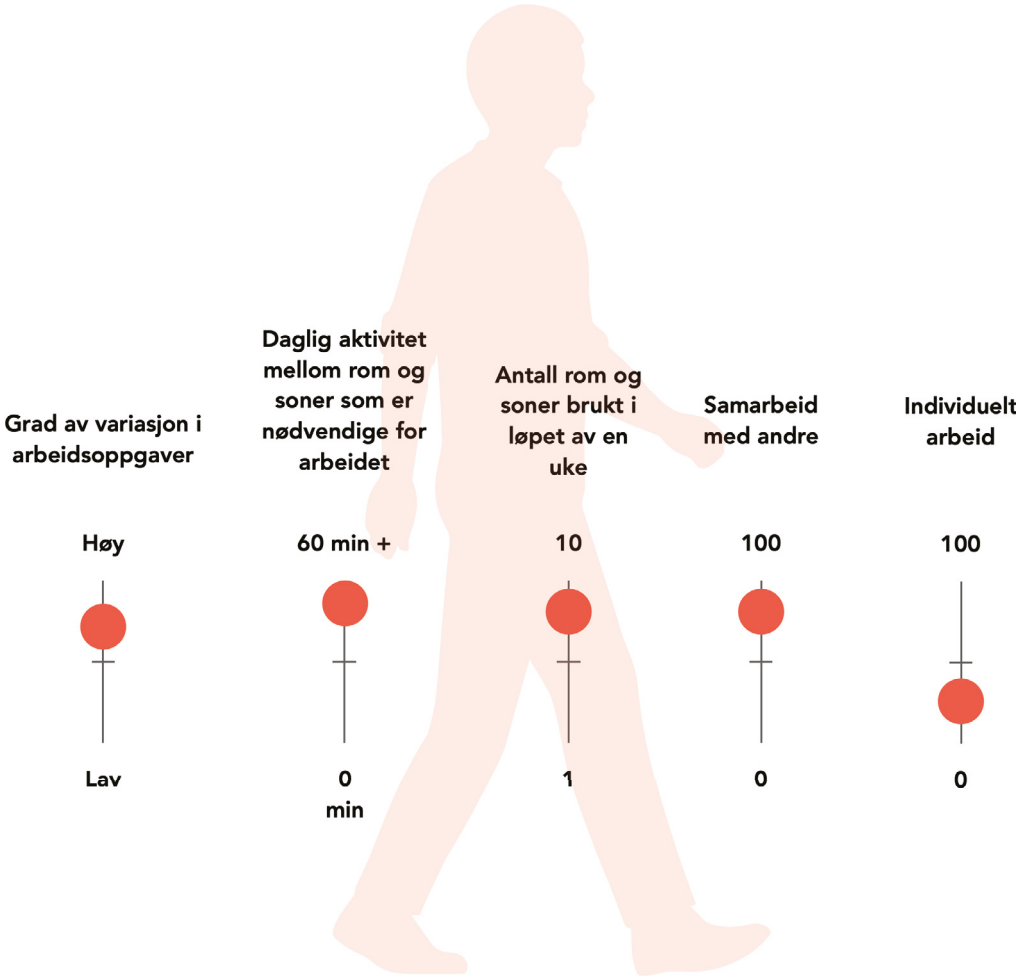 Grad av variasjon i
arbeidsoppgaver
Høy
Lav
Daglig aktivitet
mellom rom og
soner som er
nødvendige for
arbeidet
60 min +
0
min
Antall rom og
soner brukt i
løpet av en
uke
10
1
Samarbeid
med andre
100
0
Individuelt
arbeid
100
0